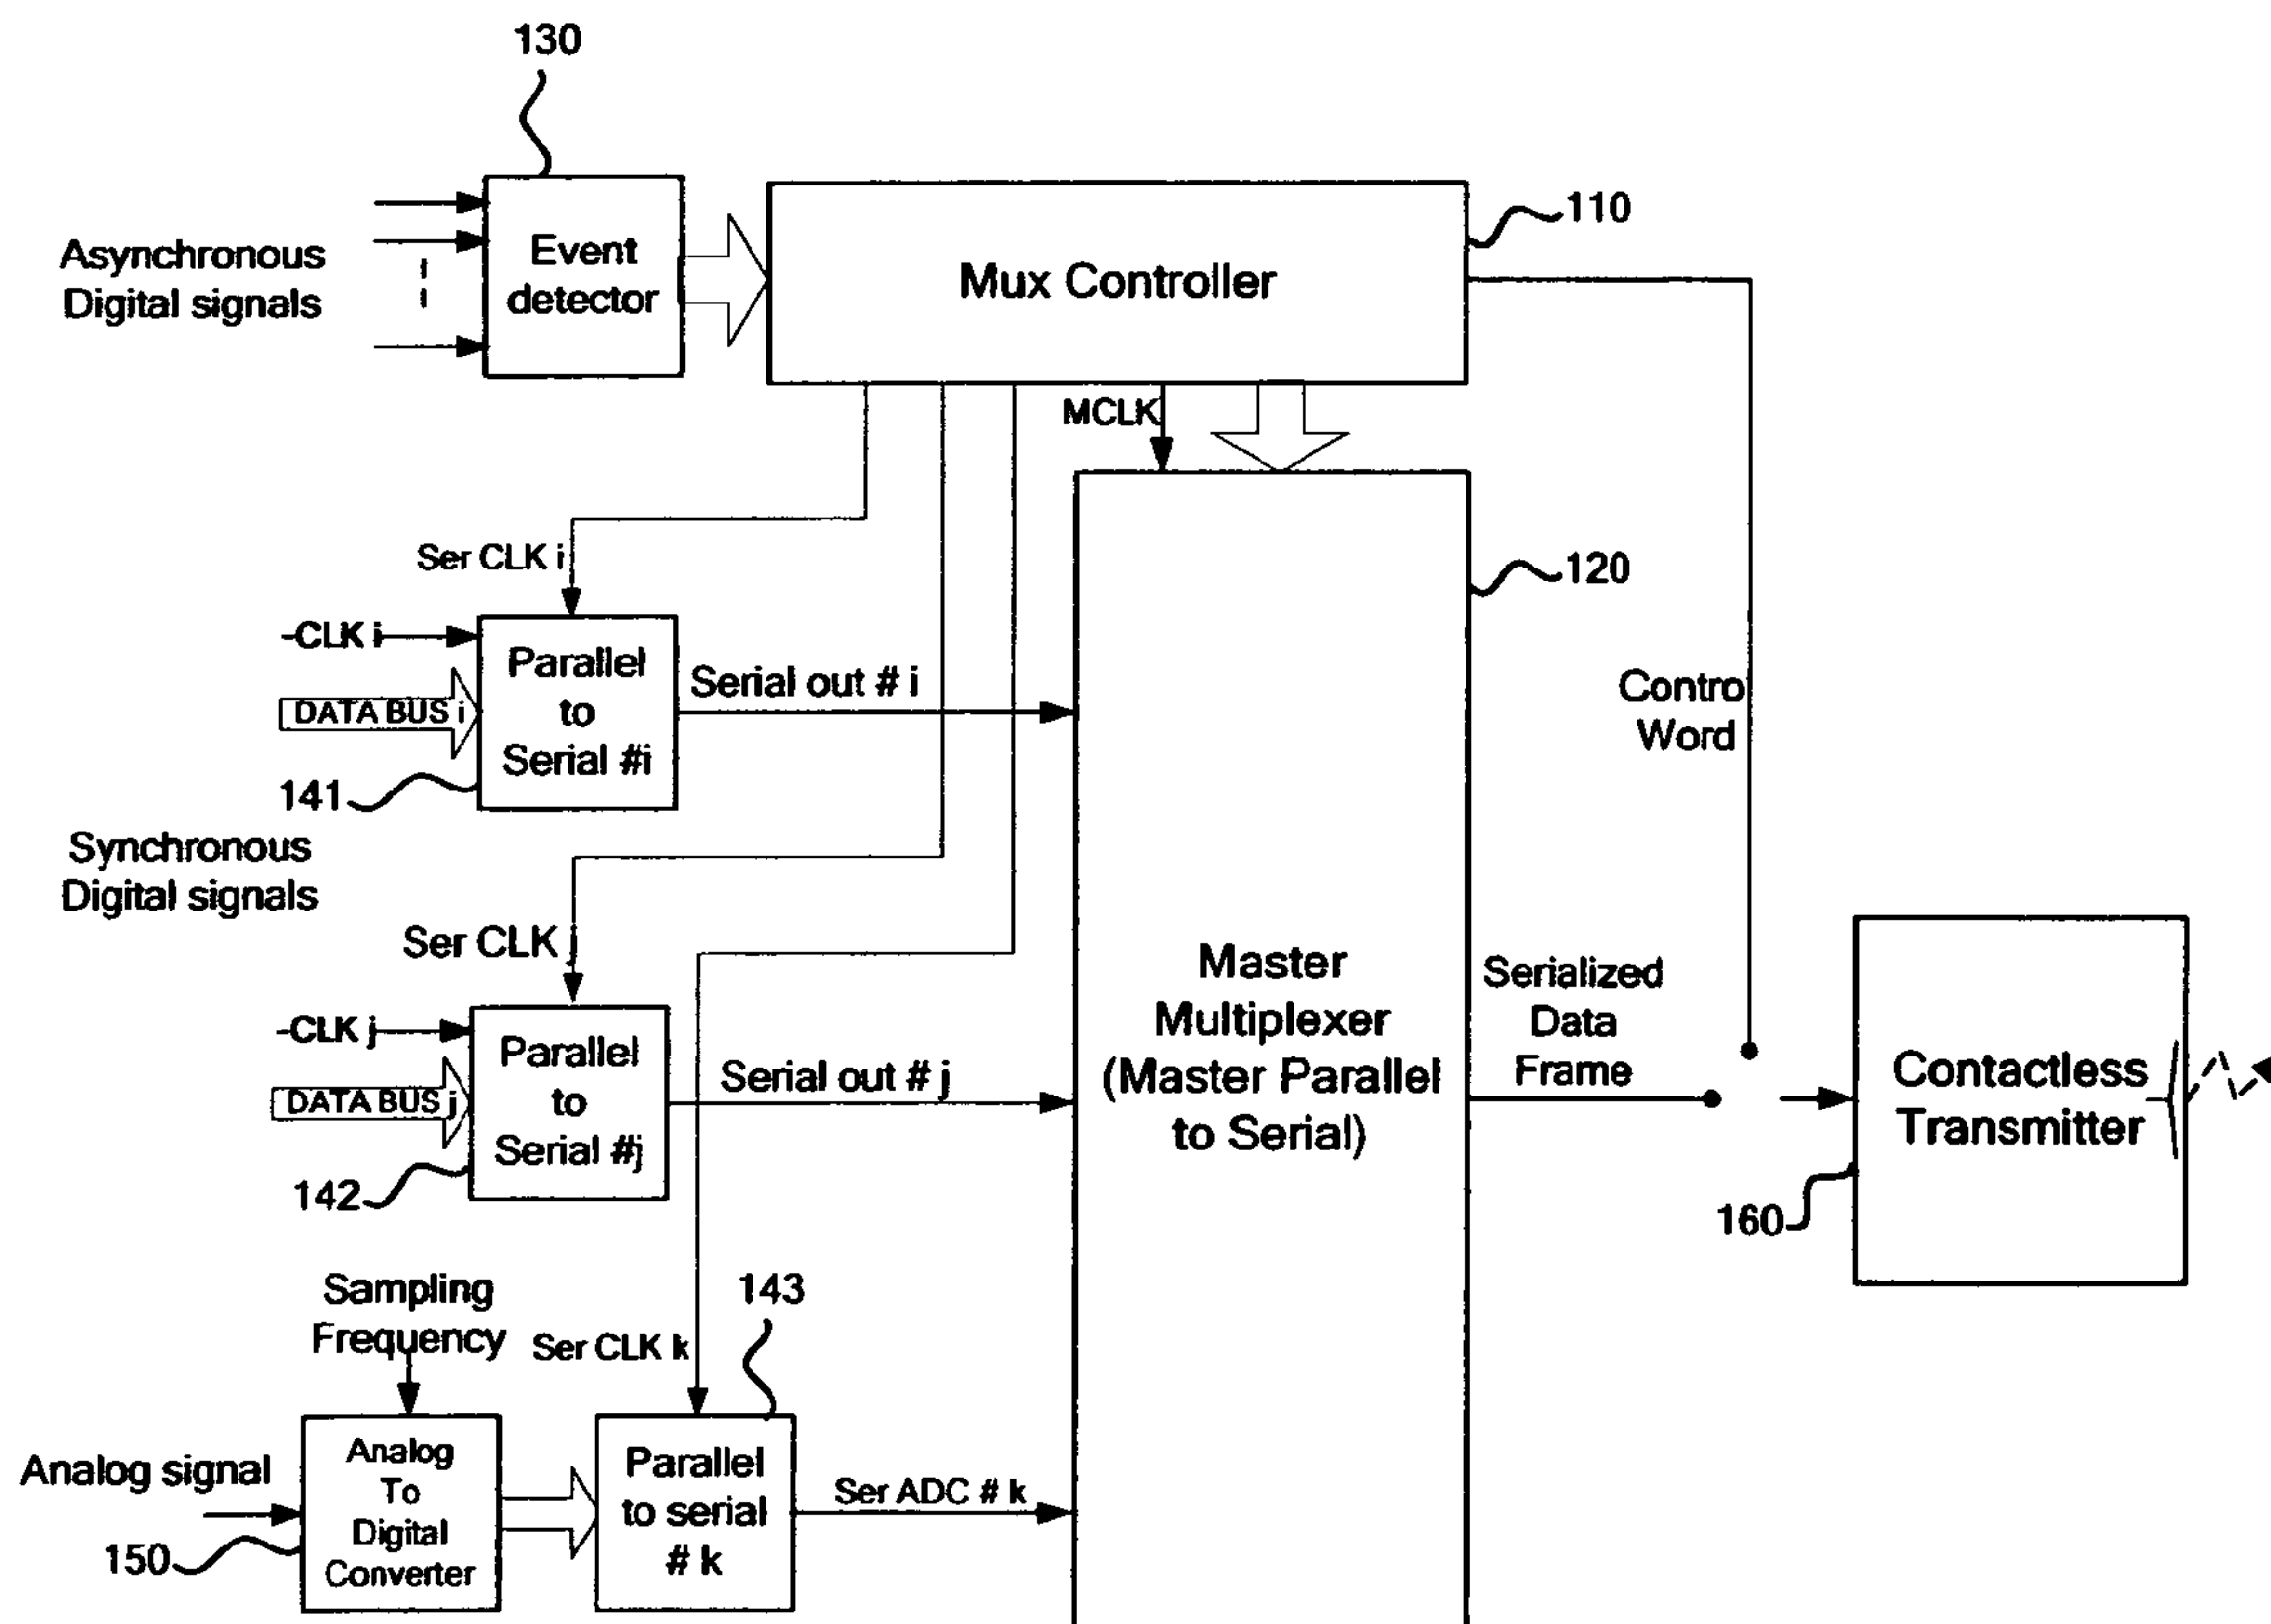 130
Asynchronous
Digital signals
Event
detector
Mux Controller
110
MCLK
Ser CLK i
120
-CLK i
DATA BUS i
Parallel
to
Serial #i
Serial out # i
141
Contro
Word
Synchronous
Digital signals
Ser CLK j
-CLK j
DATA BUS j
Parallel
to
Serial #j
Serial out # j
142
Master
Multiplexer
(Master Parallel
to Serial)
Serialized
Data
Frame
Contactless
Transmitter
160
Sampling
Frequency
Ser CLK k
143
Analog signal
Analog
To
Digital
Converter
150
Parallel
to serial
# k
Ser ADC # k